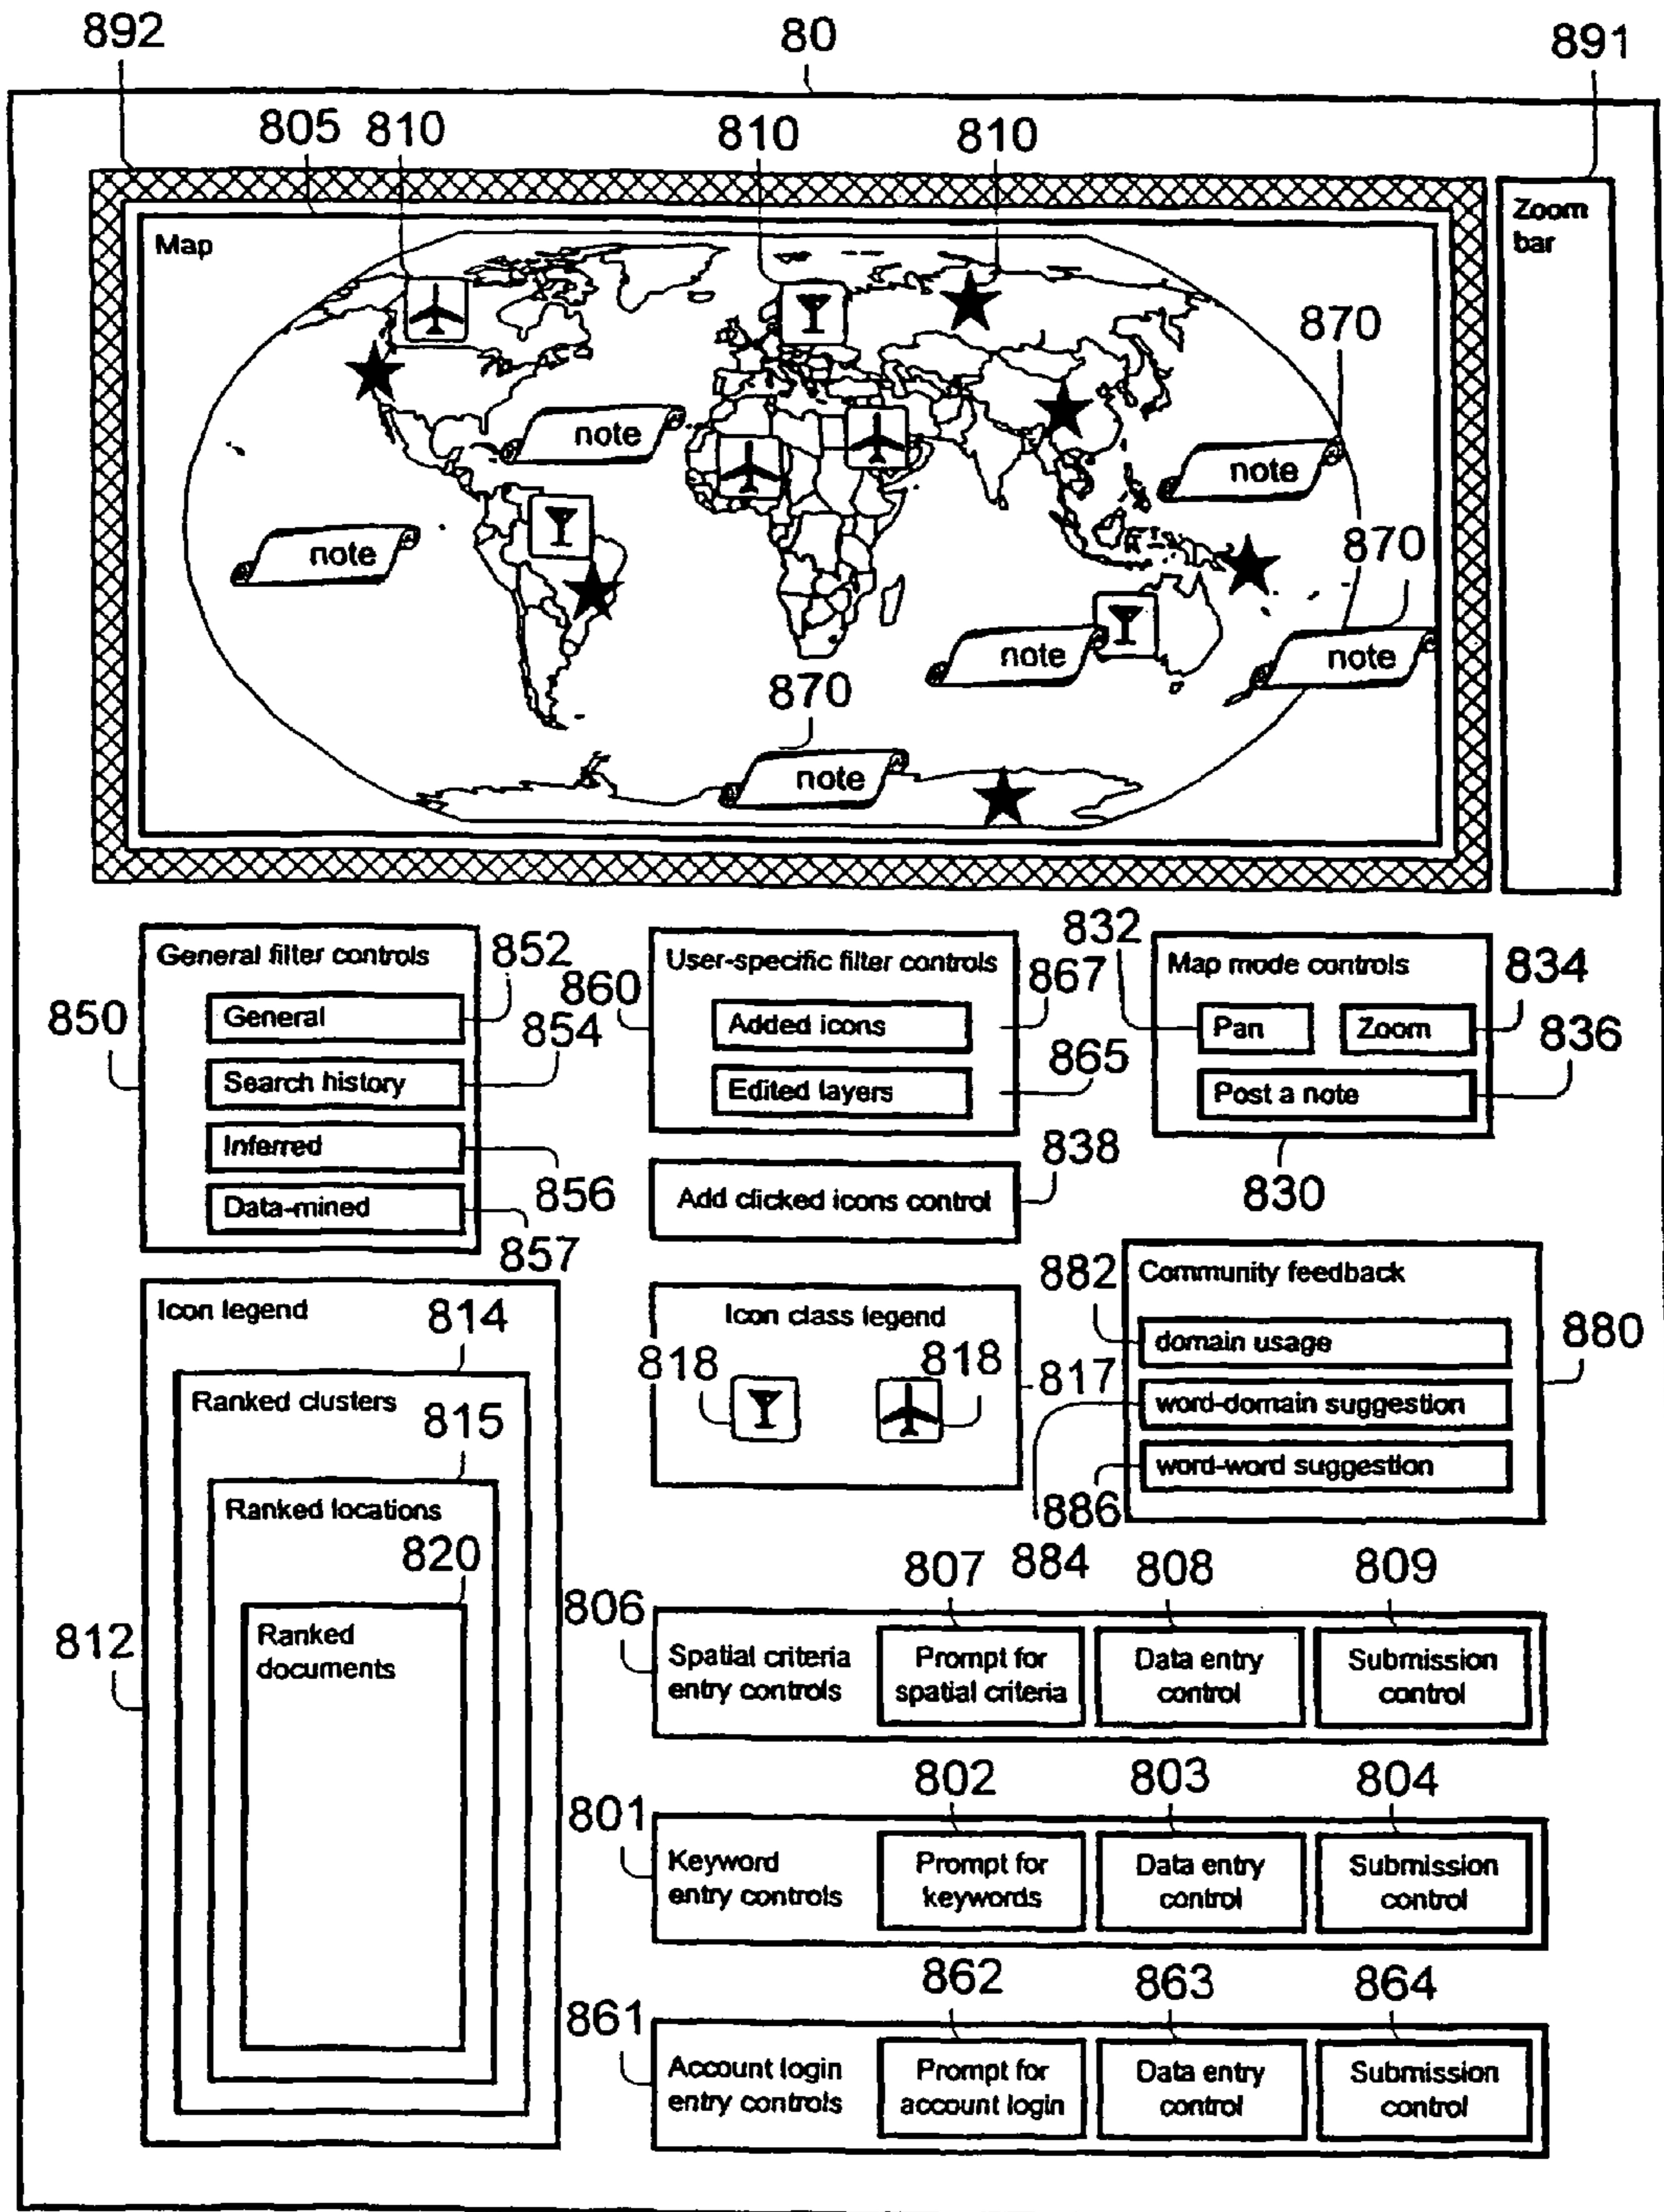 892
80
891
805
810
810
810
Zoom
bar
Map
870
note
note
note
870
note
note
note
870
870
note
General filter controls
852
General
854
Search history
850
Inferred
856
Data-mined
857
User-specific filter controls
860
867
Added icons
865
Edited layers
832
Map mode controls
834
Pan
Zoom
836
Post a note
830
838
Add clicked icons control
Icon legend
814
Ranked clusters
815
Ranked locations
820
Ranked
documents
812
Icon class legend
818
818
817
882
Community feedback
880
domain usage
word-domain suggestion
word-word suggestion
886
884
807
808
809
806
Spatial criteria
entry controls
Prompt for
spatial criteria
Data entry
control
Submission
control
802
803
804
801
Keyword
entry controls
Prompt for
keywords
Data entry
control
Submission
control
862
863
864
861
Account login
entry controls
Prompt for
account login
Data entry
control
Submission
control